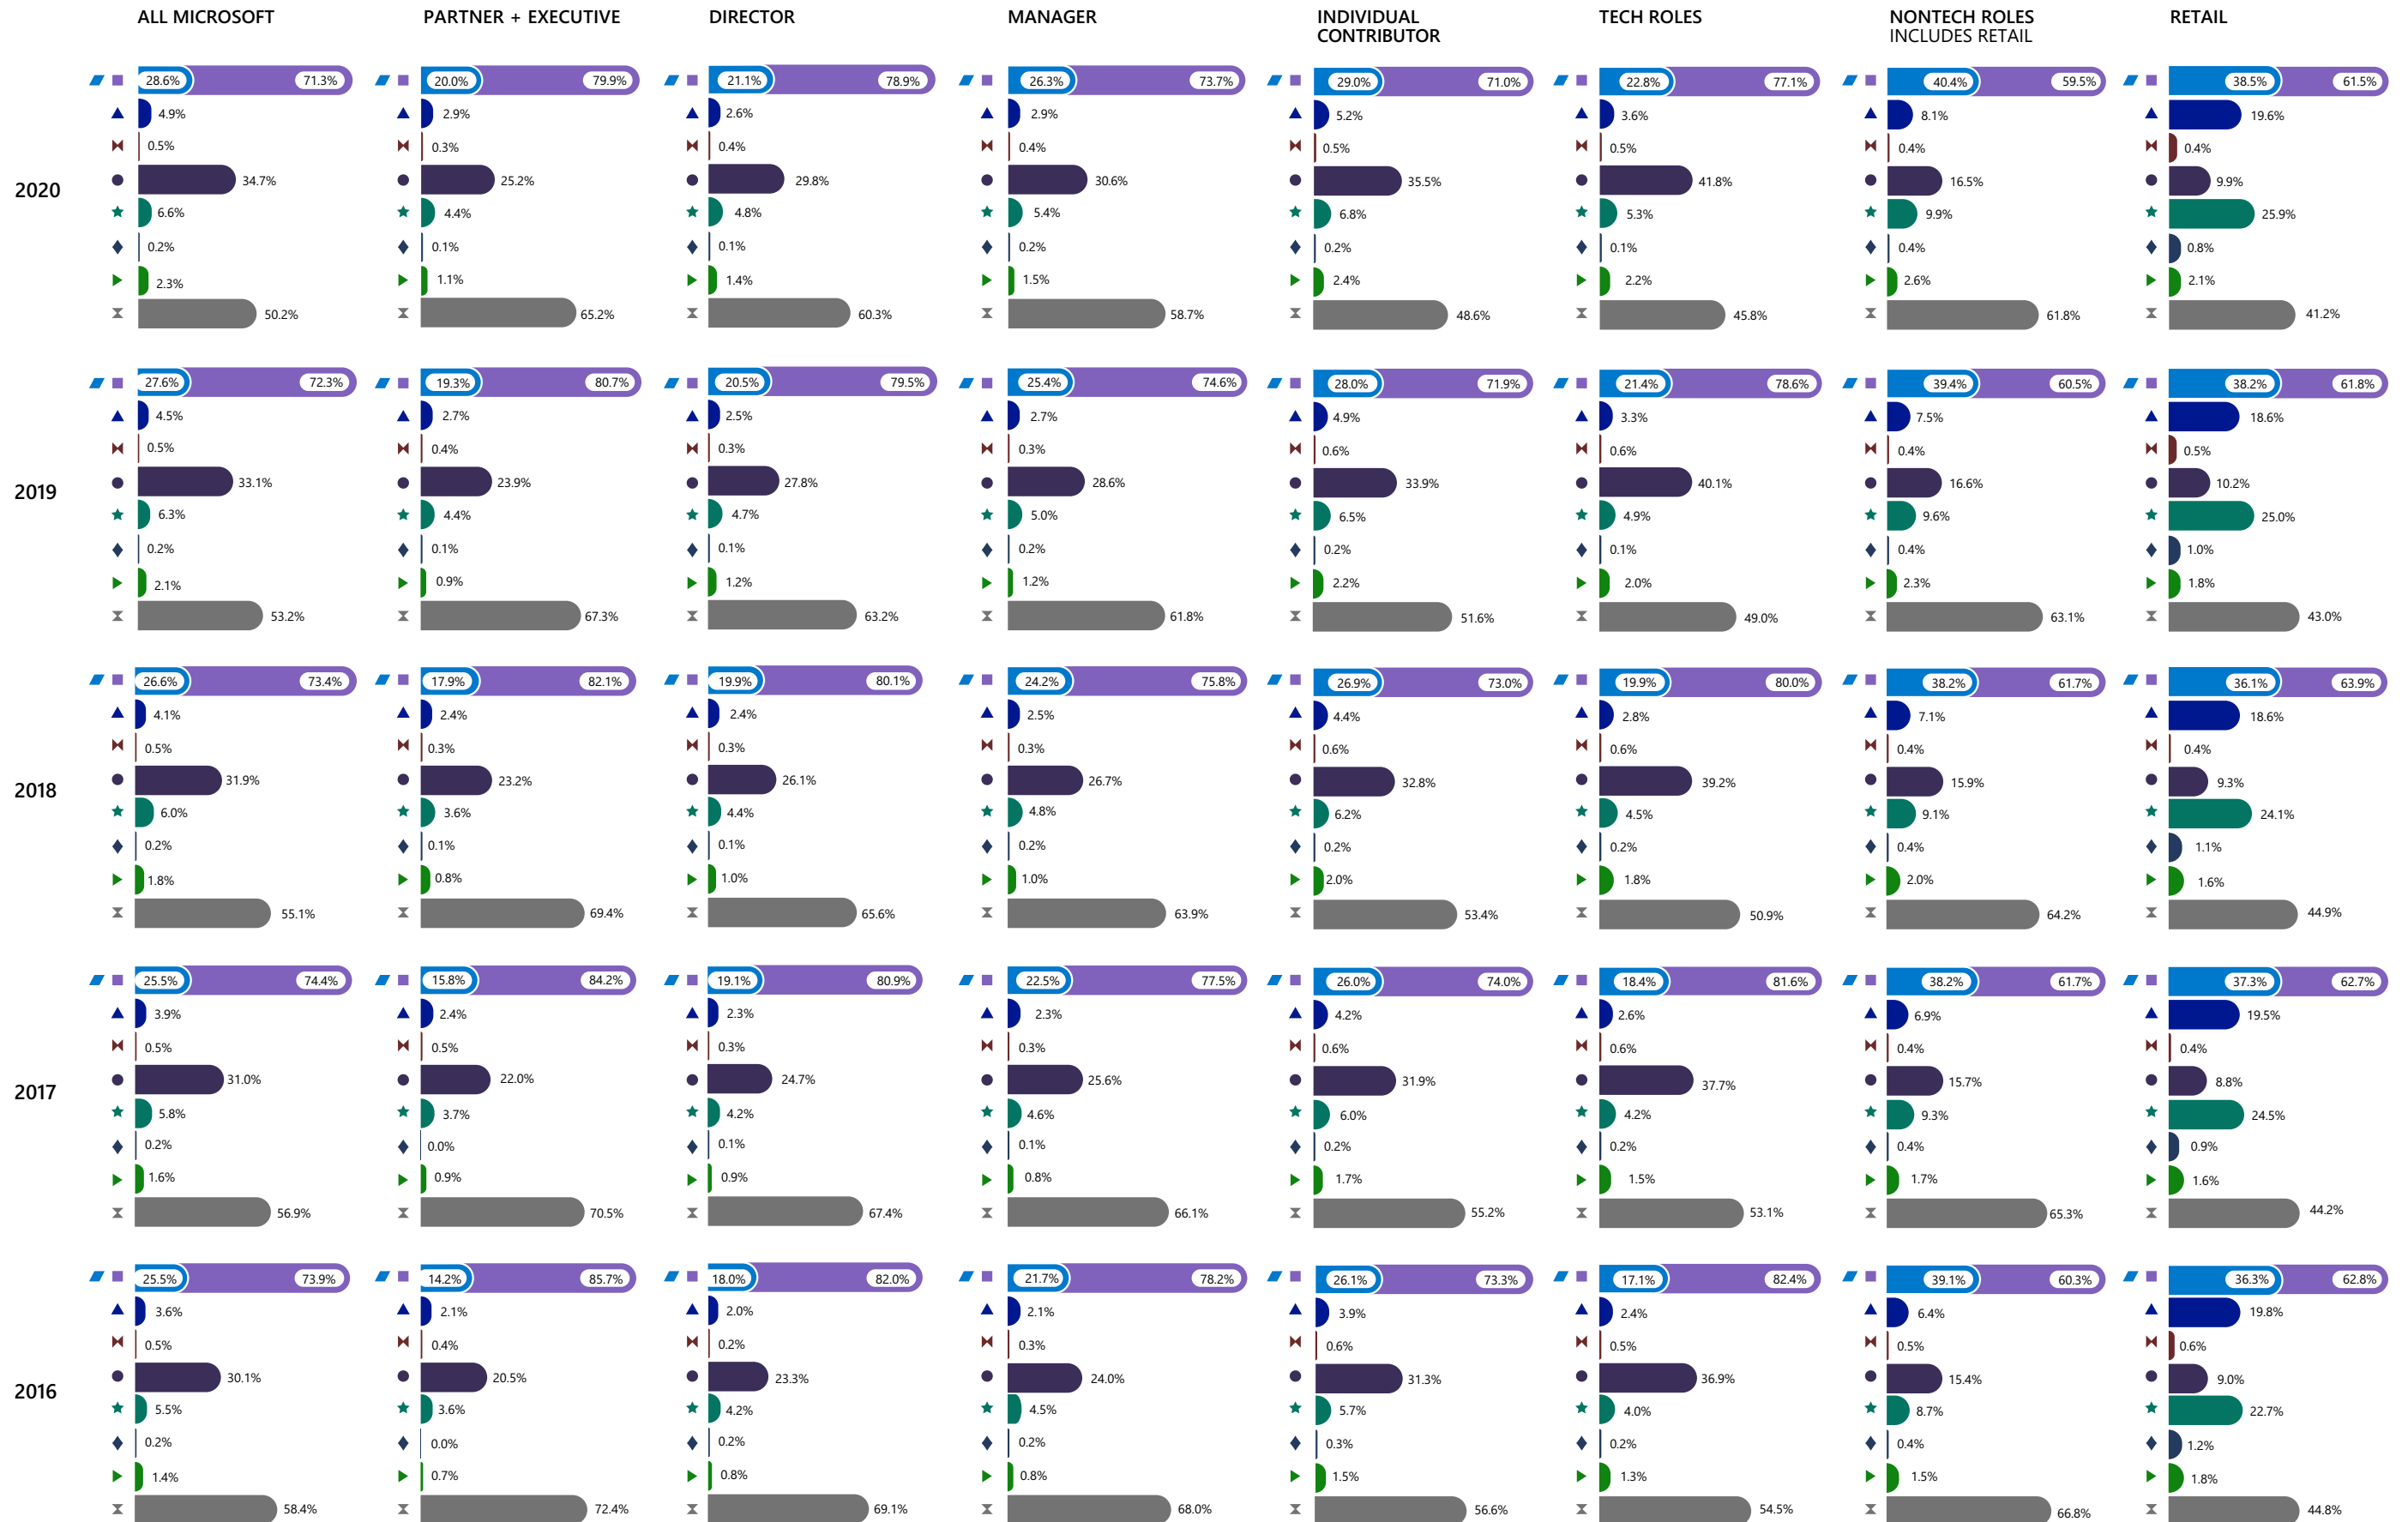 ALL MICROSOFT PARTNER + EXECUTIVE DIRECTOR MANAGER INDIVIDUAL CONTRIBUTOR TECH ROLES NONTECH ROLES INCLUDES RETAIL RETAIL
2020
28.6% 71.3% 20.0% 79.9% 21.1% 78.9% 26.3% 73.7% 29.0% 71.0% 22.8% 77.1% 40.4% 59.5% 38.5% 61.5%
4.9% 2.9% 2.6% 2.9% 5.2% 3.6% 8.1% 19.6%
0.5% 0.3% 0.4% 0.4% 0.5% 0.5% 0.4% 0.4%
34.7% 25.2% 29.8% 30.6% 35.5% 41.8% 16.5% 9.9%
6.6% 4.4% 4.8% 5.4% 6.8% 5.3% 9.9% 25.9%
0.2% 0.1% 0.1% 0.2% 0.2% 0.1% 0.4% 0.8%
2.3% 1.1% 1.4% 1.5% 2.4% 2.2% 2.6% 2.1%
50.2% 65.2% 60.3% 58.7% 48.6% 45.8% 61.8% 41.2%
2019
27.6% 72.3% 19.3% 80.7% 20.5% 79.5% 25.4% 74.6% 28.0% 71.9% 21.4% 78.6% 39.4% 60.5% 38.2% 61.8%
4.5% 2.7% 2.5% 2.7% 4.9% 3.3% 7.5% 18.6%
0.5% 0.4% 0.3% 0.3% 0.6% 0.6% 0.4% 0.5%
33.1% 23.9% 27.8% 28.6% 33.9% 40.1% 16.6% 10.2%
6.3% 4.4% 4.7% 5.0% 6.5% 4.9% 9.6% 25.0%
0.2% 0.1% 0.1% 0.2% 0.2% 0.1% 0.4% 1.0%
2.1% 0.9% 1.2% 1.2% 2.2% 2.0% 2.3% 1.8%
53.2% 67.3% 63.2% 61.8% 51.6% 49.0% 63.1% 43.0%
2018
26.6% 73.4% 17.9% 82.1% 19.9% 80.1% 24.2% 75.8% 26.9% 73.0% 19.9% 80.0% 38.2% 61.7% 36.1% 63.9%
4.1% 2.4% 2.4% 2.5% 4.4% 2.8% 7.1% 18.6%
0.5% 0.3% 0.3% 0.3% 0.6% 0.6% 0.4% 0.4%
31.9% 23.2% 26.1% 26.7% 32.8% 39.2% 15.9% 9.3%
6.0% 3.6% 4.4% 4.8% 6.2% 4.5% 9.1% 24.1%
0.2% 0.1% 0.1% 0.2% 0.2% 0.2% 0.4% 1.1%
1.8% 0.8% 1.0% 1.0% 2.0% 1.8% 2.0% 1.6%
55.1% 69.4% 65.6% 63.9% 53.4% 50.9% 64.2% 44.9%
2017
25.5% 74.4% 15.8% 84.2% 19.1% 80.9% 22.5% 77.5% 26.0% 74.0% 18.4% 81.6% 38.2% 61.7% 37.3% 62.7%
3.9% 2.4% 2.3% 2.3% 4.2% 2.6% 6.9% 19.5%
0.5% 0.5% 0.3% 0.3% 0.6% 0.6% 0.4% 0.4%
31.0% 22.0% 24.7% 25.6% 31.9% 37.7% 15.7% 8.8%
5.8% 3.7% 4.2% 4.6% 6.0% 4.2% 9.3% 24.5%
0.2% 0.0% 0.1% 0.1% 0.2% 0.2% 0.4% 0.9%
1.6% 0.9% 0.9% 0.8% 1.7% 1.5% 1.7% 1.6%
56.9% 70.5% 67.4% 66.1% 55.2% 53.1% 65.3% 44.2%
2016
25.5% 73.9% 14.2% 85.7% 18.0% 82.0% 21.7% 78.2% 26.1% 73.3% 17.1% 82.4% 39.1% 60.3% 36.3% 62.8%
3.6% 2.1% 2.0% 2.1% 3.9% 2.4% 6.4% 19.8%
0.5% 0.4% 0.2% 0.3% 0.6% 0.5% 0.5% 0.6%
30.1% 20.5% 23.3% 24.0% 31.3% 36.9% 15.4% 9.0%
5.5% 3.6% 4.2% 4.5% 5.7% 4.0% 8.7% 22.7%
0.2% 0.0% 0.2% 0.2% 0.3% 0.2% 0.4% 1.2%
1.4% 0.7% 0.8% 0.8% 1.5% 1.3% 1.5% 1.8%
58.4% 72.4% 69.1% 68.0% 56.6% 54.5% 66.8% 44.8%